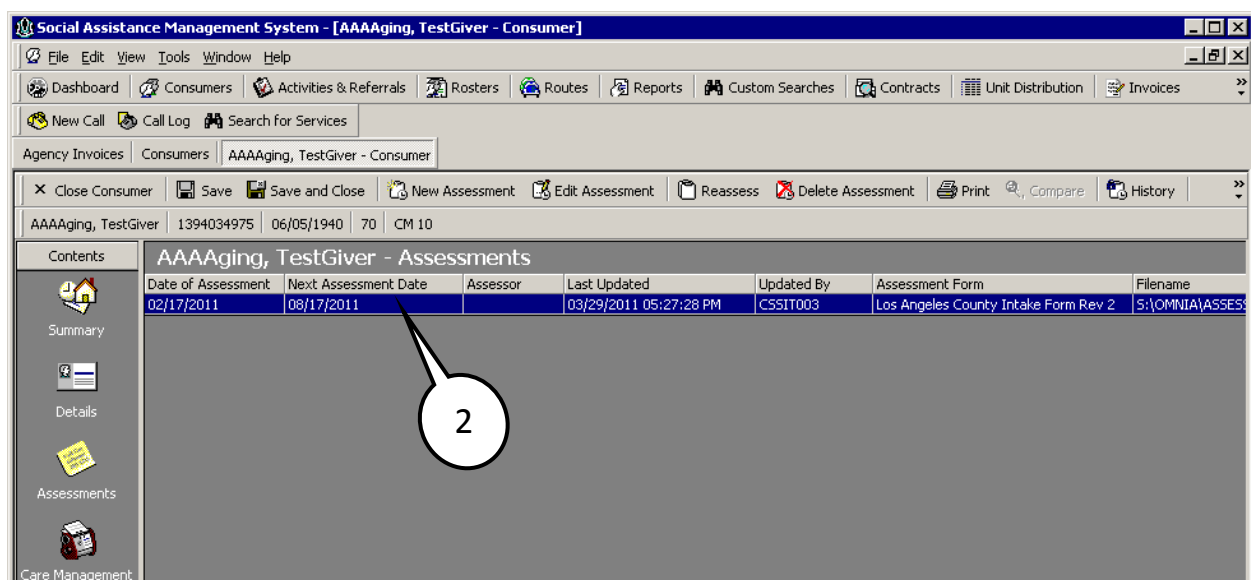 Social Assistance Management System - [AAAAging, TestGiver - Consumer]
File Edit View Tools Window Help
Dashboard Consumers Activities & Referrals Rosters Routes Reports Custom Searches Contracts Unit Distribution Invoices
New Call Call Log Search for Services
Agency Invoices Consumers AAAAging, TestGiver - Consumer
Close Consumer Save Save and Close New Assessment Edit Assessment Reassess Delete Assessment Print Compare History
AAAAging, TestGiver 1394034975 06/05/1940 70 CM 10
Contents
AAAAging, TestGiver - Assessments
Date of Assessment Next Assessment Date Assessor Last Updated Updated By Assessment Form Filename
02/17/2011 08/17/2011 03/29/2011 05:27:28 PM CSSIT003 Los Angeles County Intake Form Rev 2 S:\OMNIA\ASSESS
Summary
2
Details
Assessments
Care Management